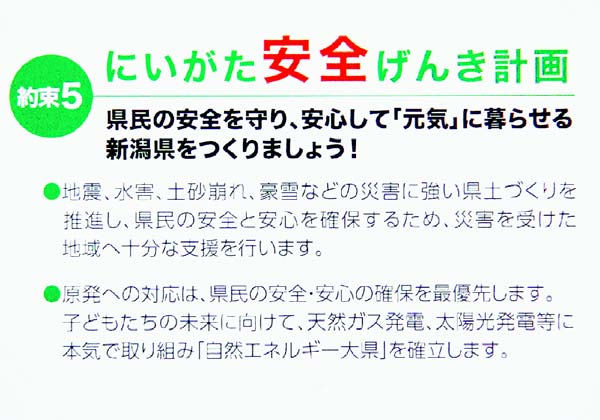 約束5
にいがた安全げんき計画
県民の安全を守り、安心して「元気」に暮らせる
新潟県をつくりましょう!
●地震、水害、土砂崩れ、豪雪などの災害に強い県土づくりを
推進し、県民の安全と安心を確保するため、災害を受けた
地域へ十分な支援を行います。
●原発への対応は、県民の安全・安心の確保を最優先します。
子どもたちの未来に向けて、天然ガス発電、太陽光発電等に
本気で取り組み「自然エネルギー大県」を確立します。